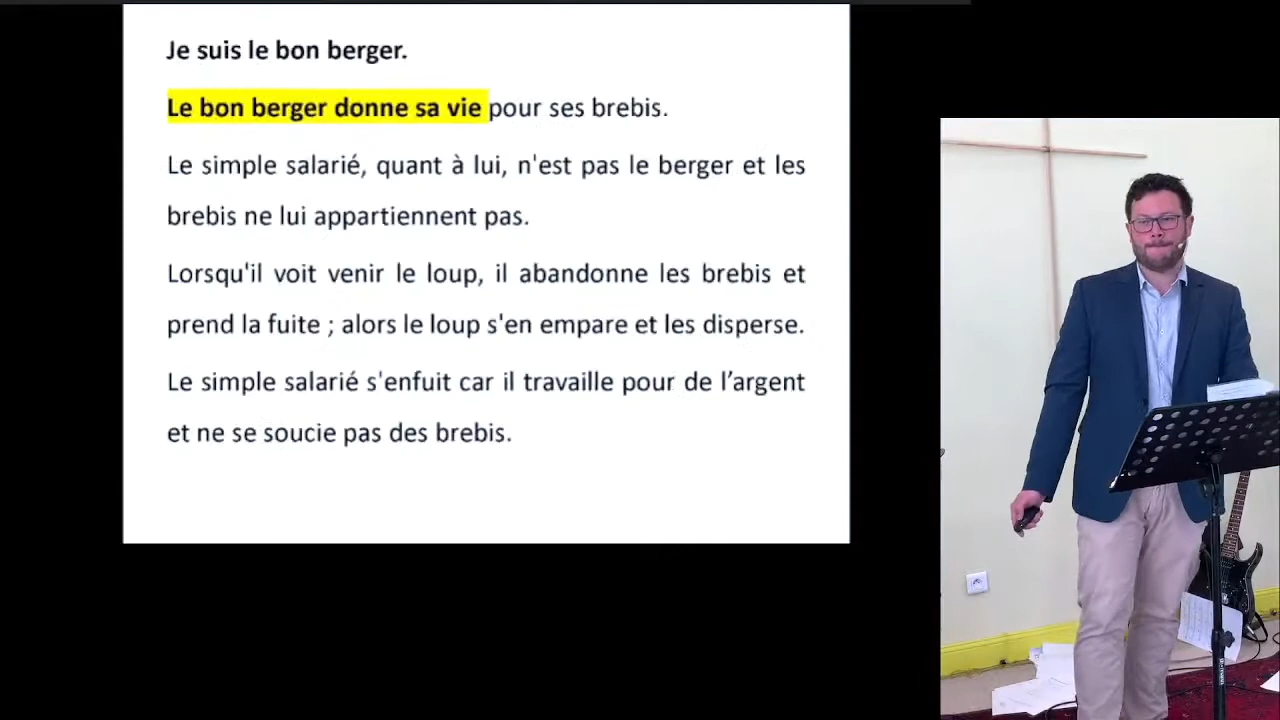 Je suis le bon berger.
Le bon berger donne sa vie pour ses brebis.
Le simple salarié, quant à lui, n'est pas le berger et les
brebis ne lui appartiennent pas.
Lorsqu'il voit venir le loup, il abandonne les brebis et
prend la fuite ; alors le loup s'en empare et les disperse.
Le simple salarié s'enfuit car il travaille pour de l’argent
et ne se soucie pas des brebis.